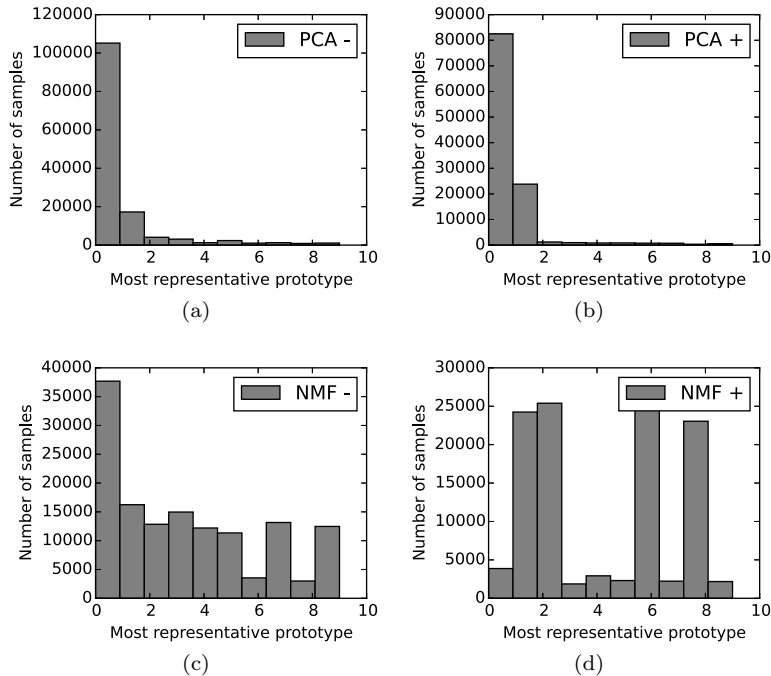 120000
100000
80000
60000
40000
20000
0
Number of samples
PCA -
0 2 4 6 8 10
Most representative prototype
(a)
90000
80000
70000
60000
50000
40000
30000
20000
10000
0
Number of samples
PCA +
0 2 4 6 8 10
Most representative prototype
(b)
40000
35000
30000
25000
20000
15000
10000
5000
0
Number of samples
NMF -
0 2 4 6 8 10
Most representative prototype
(c)
30000
25000
20000
15000
10000
5000
0
Number of samples
NMF +
0 2 4 6 8 10
Most representative prototype
(d)